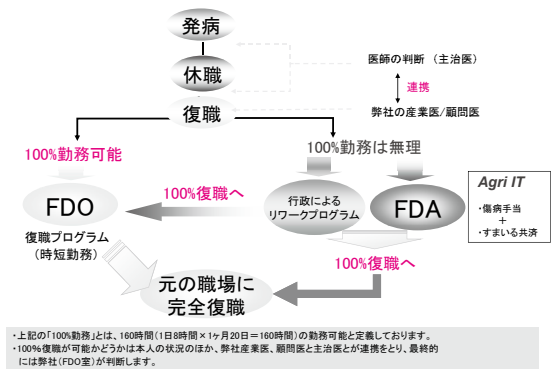 発病
休職
復職
医師の判断 (主治医)
連携
弊社の産業医/顧問医
100%勤務可能
100%勤務は無理
FDO
復職プログラム
(時短勤務)
100%復職へ
行政による
リワークプログラム
FDA
Agri IT
・傷病手当
+
・すまいる共済
100%復職へ
元の職場に
完全復職
・上記の「100%勤務」とは、160時間(1日8時間×1ヶ月20日=160時間)の勤務可能と定義しております。
・100%復職が可能かどうかは本人の状況のほか、弊社産業医、顧問医と主治医とが連携をとり、最終的
には弊社(FDO室)が判断します。